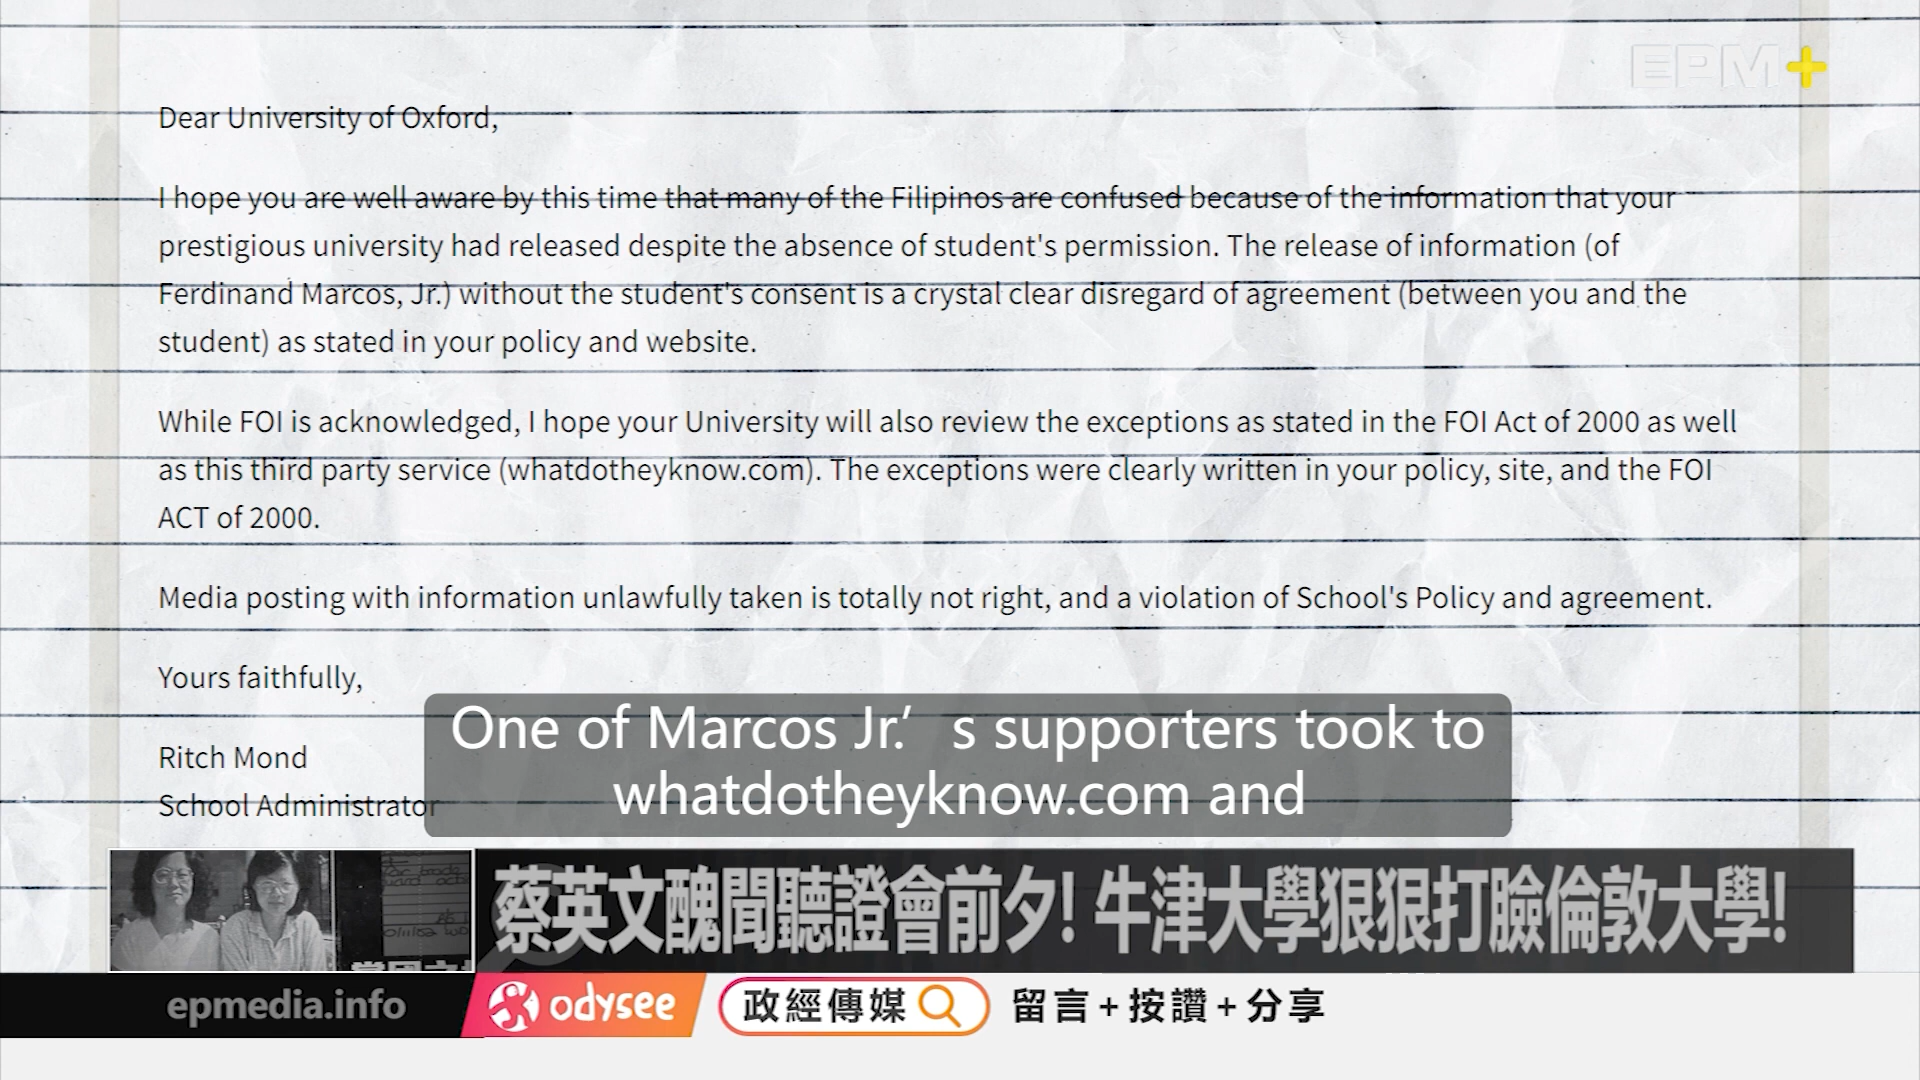 EPM+
Dear University of Oxford,
I hope you are well aware by this time that many of the Filipinos are confused because of the information that your
prestigious university had released despite the absence of student's permission. The release of information (of
Ferdinand Marcos, Jr.) without the student's consent is a crystal clear disregard of agreement (between you and the
student) as stated in your policy and website.
While FOI is acknowledged, I hope your University will also review the exceptions as stated in the FOI Act of 2000 as well
as this third party service (whatdotheyknow.com). The exceptions were clearly written in your policy, site, and the FOI
ACT of 2000.
Media posting with information unlawfully taken is totally not right, and a violation of School's Policy and agreement.
Yours faithfully,
Ritch Mond
School Administrator
One of Marcos Jr.’s supporters took to
whatdotheyknow.com and
蔡英文醜聞聽證會前夕! 牛津大學狠狠打臉倫敦大學!
epmedia.info
odysee
政經傳媒
留言+按讚+分享